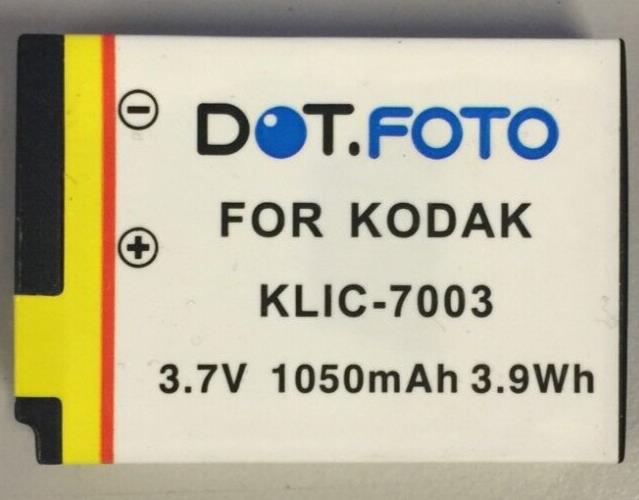 DOT.FOTO
FOR KODAK
KLIC-7003
3.7V 1050mAh 3.9Wh